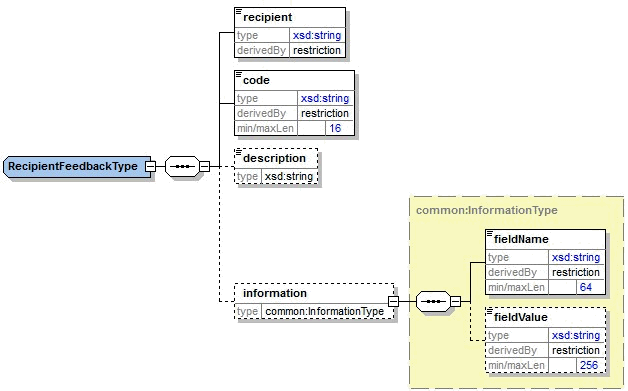 recipient
type xsd:string
derivedBy restriction
code
type xsd:string
derivedBy restriction
min/maxLen 16
RecipientFeedbackType
description
type xsd:string
common:InformationType
fieldName
type xsd:string
derivedBy restriction
min/maxLen 64
information
type common:InformationType
fieldValue
type xsd:string
derivedBy restriction
min/maxLen 256